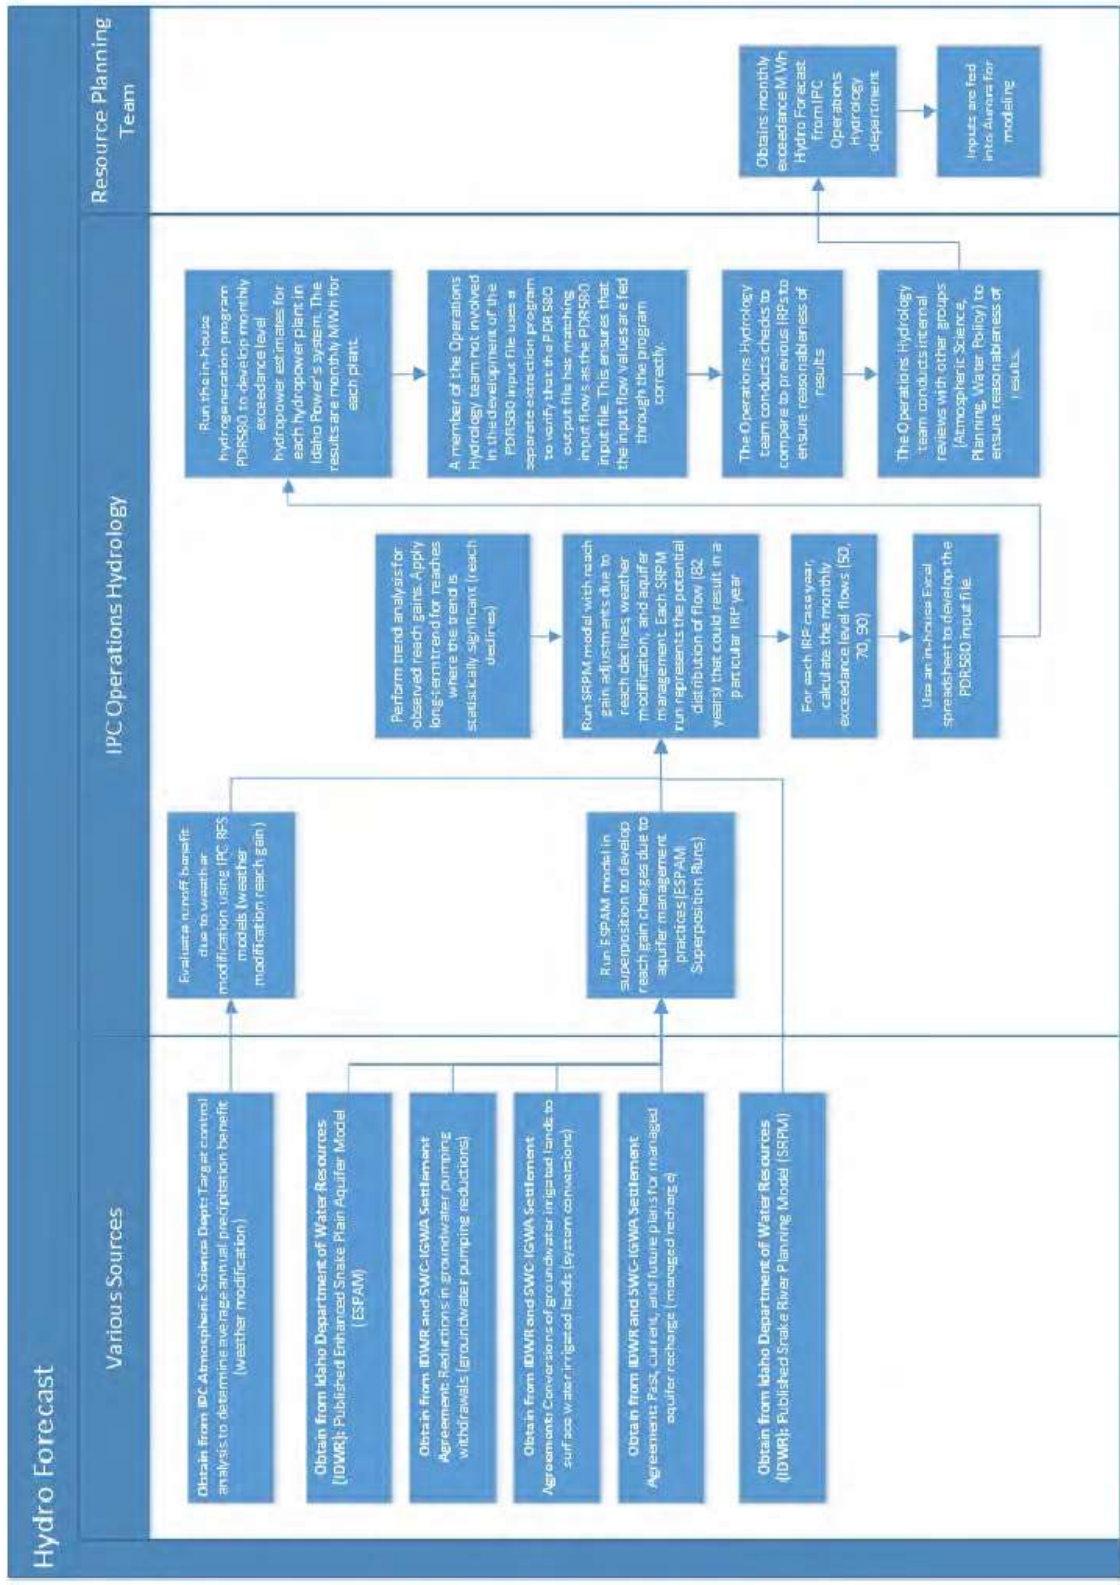 Hydro Forecast
Various Sources
IPC Operations Hydrology
Resource Planning
Team
Obtain from IPC Atmospheric Science Dept: Target control
analysis to determine average annual precipitation benefit
(weather modification)
Obtain from Idaho Department of Water Resources
(IDWR): Published Enhanced Snake Plain Aquifer Model
(ESPAM)
Obtain from IDWR and SWC-IGWA Settlement
Agreement: Reductions in groundwater pumping
withdrawals (groundwater pumping reductions)
Obtain from IDWR and SWC-IGWA Settlement
Agreement: Conversions of groundwater irrigated lands to
surface water irrigated lands (system conversions)
Obtain from IDWR and SWC-IGWA Settlement
Agreement: Past, current, and future plans for managed
aquifer recharge (managed recharge)
Obtain from Idaho Department of Water Resources
(IDWR): Published Snake River Planning Model (SRPM)
Evaluate runoff benefit
due to weather
modification using IPC RFS
models (weather
modification reach gain)
Run ESPAM model in
superposition to develop
reach gain changes due to
aquifer management
practices (ESPAM
Superposition Runs)
Perform trend analysis for
observed reach gains. Apply
long-term trend for reaches
where the trend is
statistically significant (reach
declines)
Run SRPM model with reach
gain adjustments due to
reach declines, weather
modification, and aquifer
management. Each SRPM
run represents the potential
distribution of flow (82
years) that could result in a
particular IRP year
For each IRP case year,
calculate the monthly
exceedance level flows (50,
70, 90)
Use an in-house Excel
spreadsheet to develop the
PDR580 input file.
Run the in-house
hydrogeneration program
PDR580 to develop monthly
exceedance level
hydropower estimates for
each hydropower plant in
Idaho Power's system. The
results are monthly MWh for
each plant.
A member of the Operations
Hydrology team not involved
in the development of the
PDR580 input file uses a
separate extraction program
to verify that the PDR580
output file has matching
input flows as the PDR580
input file. This ensures that
the input flow values are fed
through the program
correctly.
The Operations Hydrology
team conducts checks to
compare to previous IRPs to
ensure reasonableness of
results
The Operations Hydrology
team conducts internal
reviews with other groups
(Atmospheric Science,
Planning, Water Policy) to
ensure reasonableness of
results.
Obtains monthly
exceedance MWh
Hydro Forecast
from IPC
Operations
Hydrology
department
Inputs are fed
into Aurora for
modeling